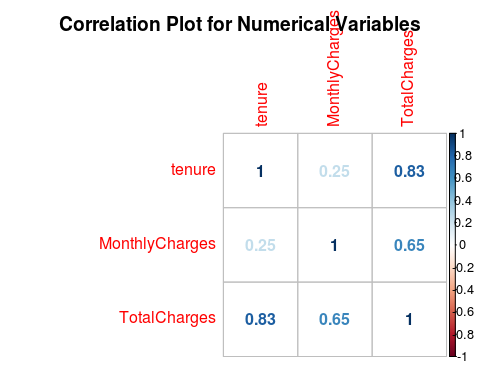 Correlation Plot for Numerical Variables
tenure
MonthlyCharges
TotalCharges
tenure 1 0.25 0.83
MonthlyCharges 0.25 1 0.65
TotalCharges 0.83 0.65 1
1
0.8
0.6
0.4
0.2
0
-0.2
-0.4
-0.6
-0.8
-1